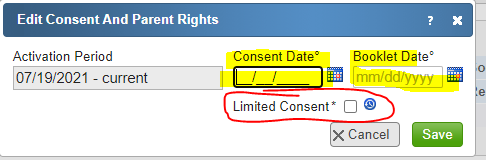 Edit Consent And Parent Rights ? ×
Activation Period Consent Date° Booklet Date°
07/19/2021 - current __/__/____ mm/dd/yyyy
Limited Consent*
Cancel Save